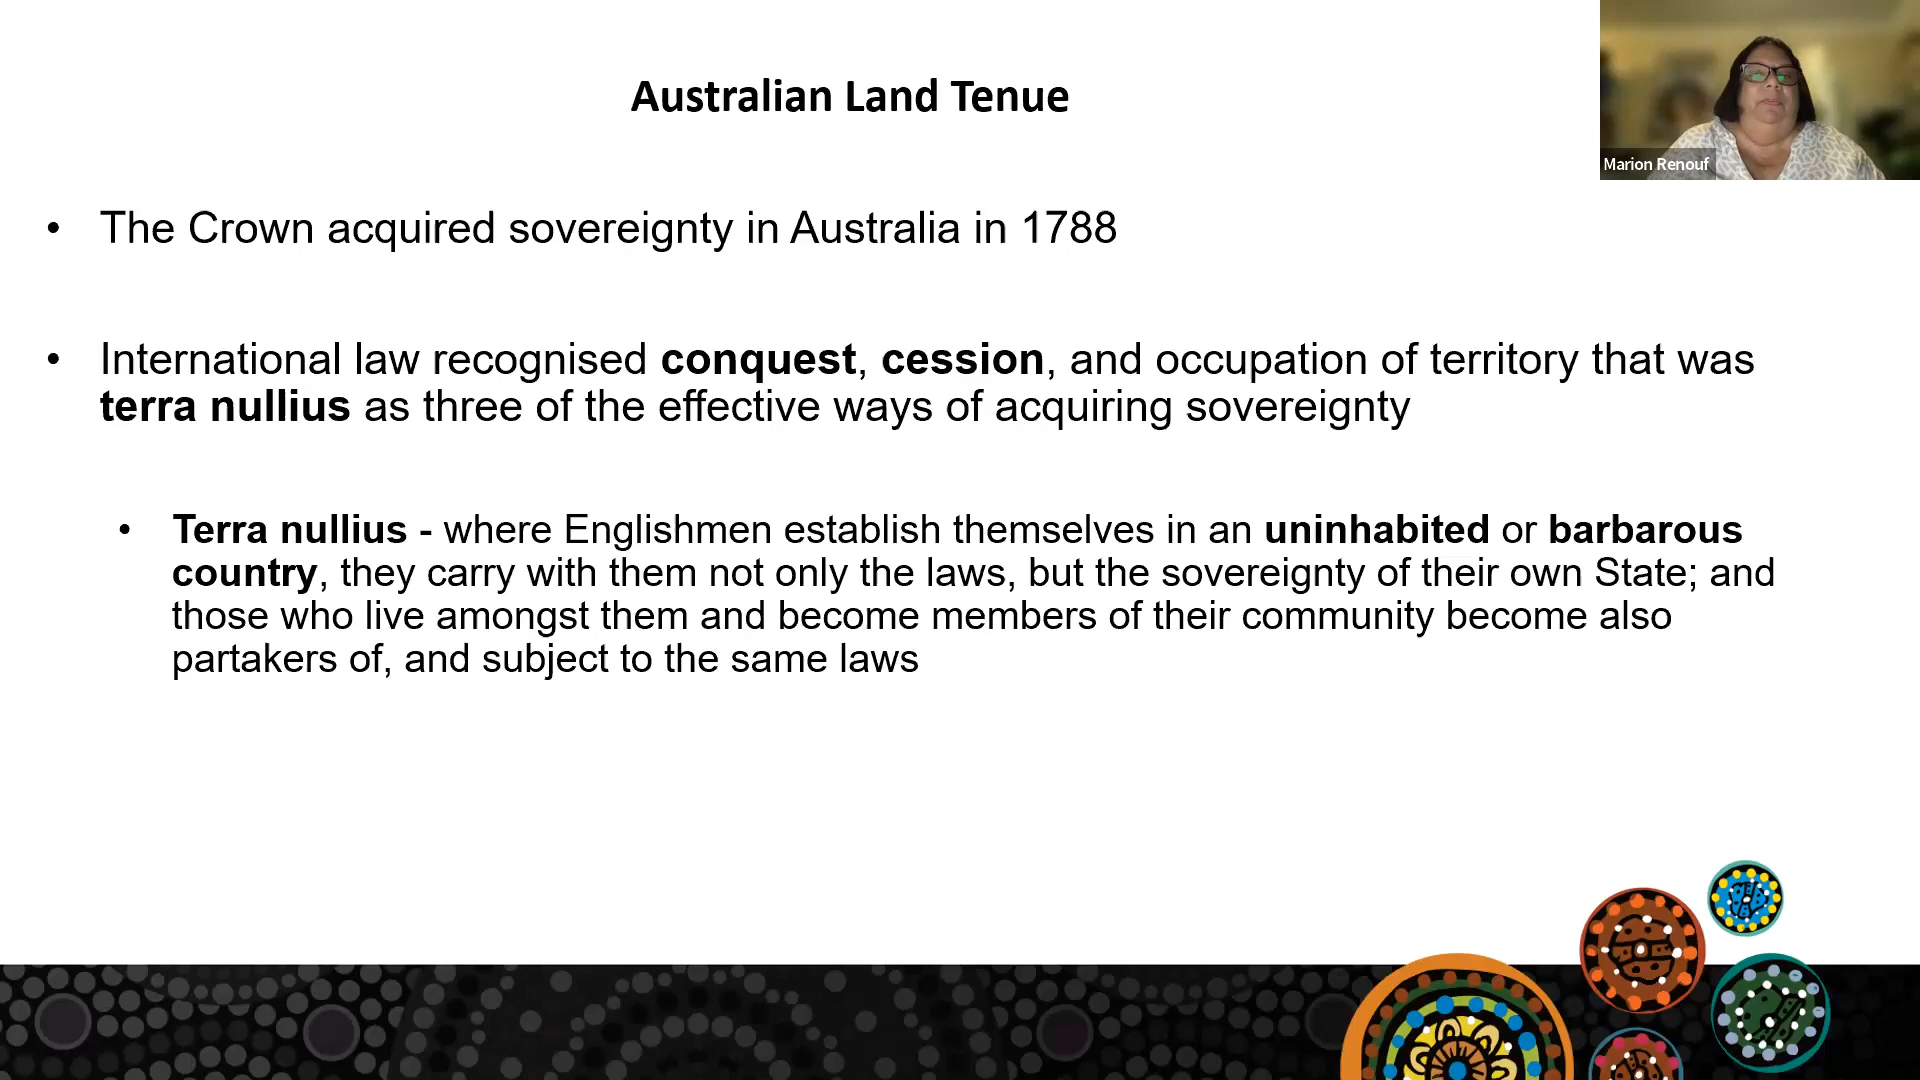 Australian Land Tenue
Marion Renouf
• The Crown acquired sovereignty in Australia in 1788
• International law recognised conquest, cession, and occupation of territory that was
terra nullius as three of the effective ways of acquiring sovereignty
• Terra nullius - where Englishmen establish themselves in an uninhabited or barbarous
country, they carry with them not only the laws, but the sovereignty of their own State; and
those who live amongst them and become members of their community become also
partakers of, and subject to the same laws